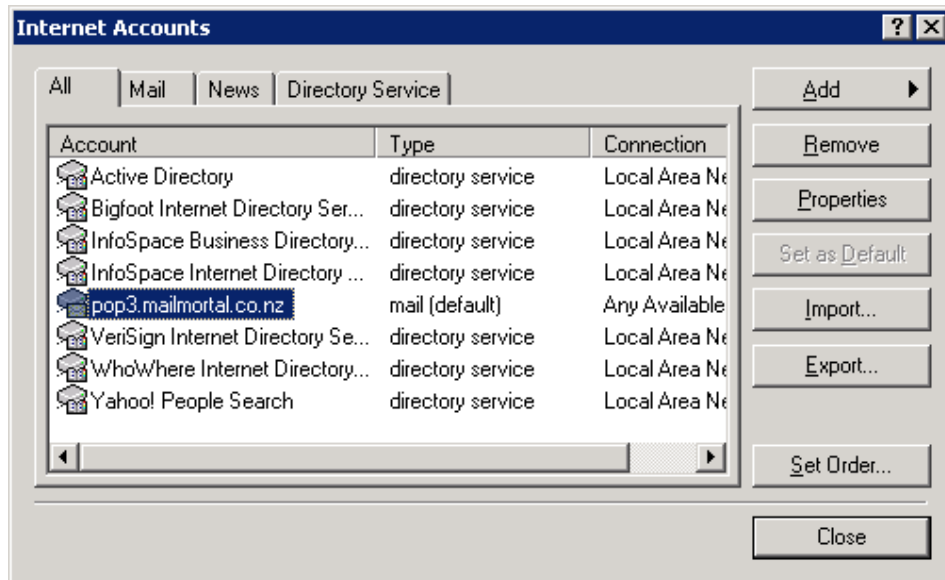 Internet Accounts
All Mail News Directory Service
Account Type Connection
Active Directory directory service Local Area Ne
Bigfoot Internet Directory Ser... directory service Local Area Ne
InfoSpace Business Directory... directory service Local Area Ne
InfoSpace Internet Directory ... directory service Local Area Ne
pop3.mailmortal.co.nz mail (default) Any Available
VeriSign Internet Directory Se... directory service Local Area Ne
WhoWhere Internet Directory... directory service Local Area Ne
Yahoo! People Search directory service Local Area Ne
Add
Remove
Properties
Set as Default
Import...
Export...
Set Order...
Close